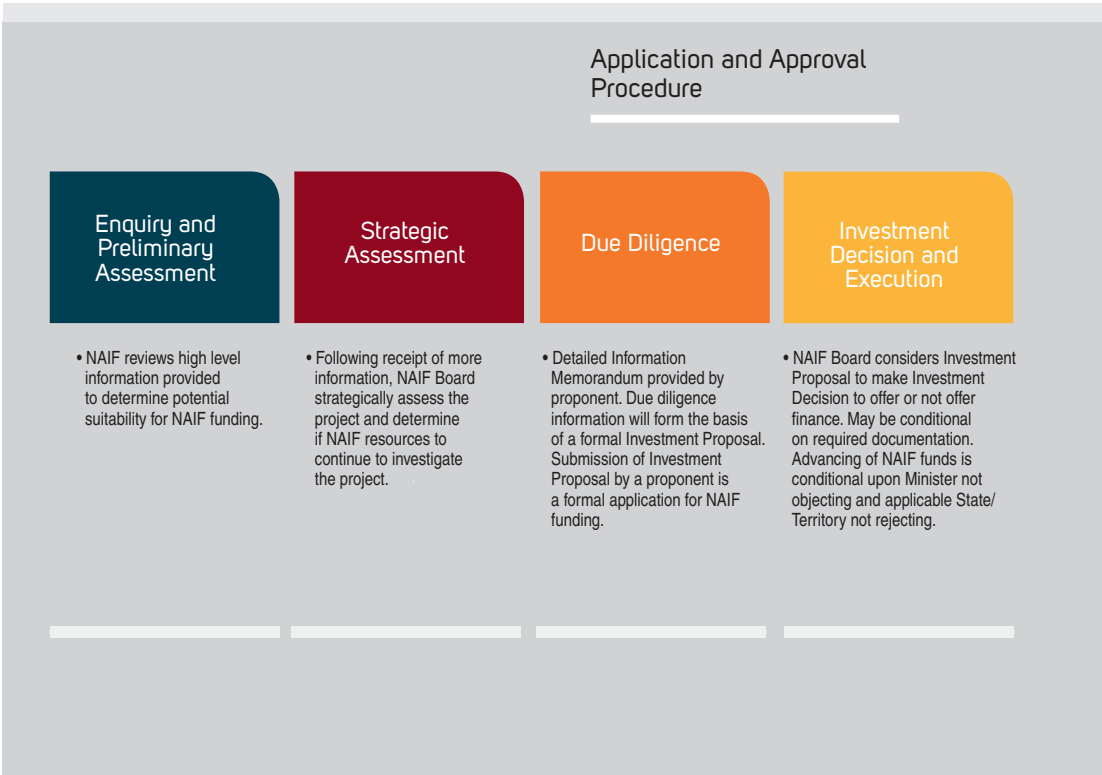 Application and Approval
Procedure
Enquiry and
Preliminary
Assessment
• NAIF reviews high level
information provided
to determine potential
suitability for NAIF funding.
Strategic
Assessment
• Following receipt of more
information, NAIF Board
strategically assess the
project and determine
if NAIF resources to
continue to investigate
the project.
Due Diligence
• Detailed Information
Memorandum provided by
proponent. Due diligence
information will form the basis
of a formal Investment Proposal.
Submission of Investment
Proposal by a proponent is
a formal application for NAIF
funding.
Investment
Decision and
Execution
• NAIF Board considers Investment
Proposal to make Investment
Decision to offer or not offer
finance. May be conditional
on required documentation.
Advancing of NAIF funds is
conditional upon Minister not
objecting and applicable State/
Territory not rejecting.